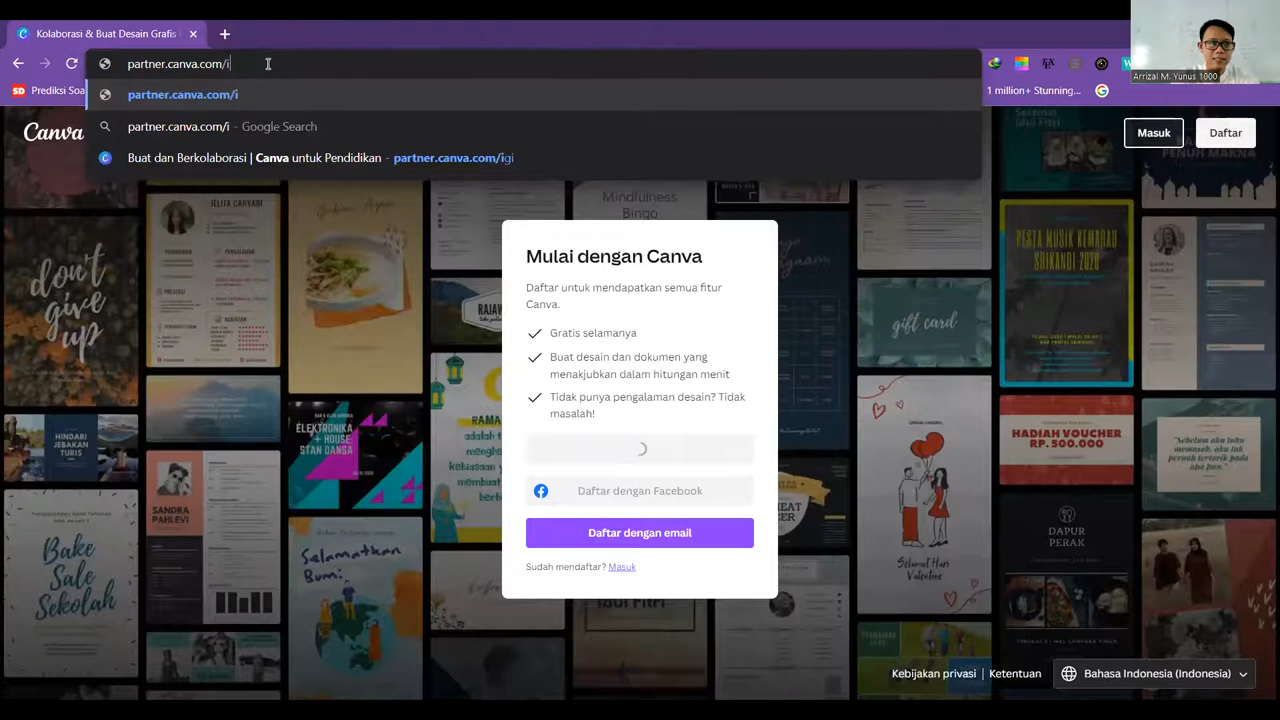 Kolaborasi & Buat Desain Grafis
partner.canva.com/i
Arrizal M. Yunus 1000
Prediksi Soa
partner.canva.com/i
1 million+ Stunning...
partner.canva.com/i - Google Search
Canva
Masuk
Daftar
Buat dan Berkolaborasi | Canva untuk Pendidikan - partner.canva.com/igi
Mindfulness
Bingo
JELITA CAHYADI
don't
give
up
PESTA MUSIK KEMARAU
SRIKANDI 2020
gift card
Mulai dengan Canva
Daftar untuk mendapatkan semua fitur
Canva.
Gratis selamanya
Buat desain dan dokumen yang
menakjubkan dalam hitungan menit
Tidak punya pengalaman desain? Tidak
masalah!
Daftar dengan Facebook
Daftar dengan email
Sudah mendaftar? Masuk
HINDARI
JEBAKAN
TURIS
ELEKTRONIKA
+ HOUSE:
STAN DANSA
HADIAH VOUCHER
RP. 500.000
"Sebelum aku tahu
SANDRA
PAHLEVI
Bake
Sale
Sekolah
Selamatkan
Bumi
Selamat Hari
Valentine
DAPUR
PERAK
Kebijakan privasi | Ketentuan
Bahasa Indonesia (Indonesia)